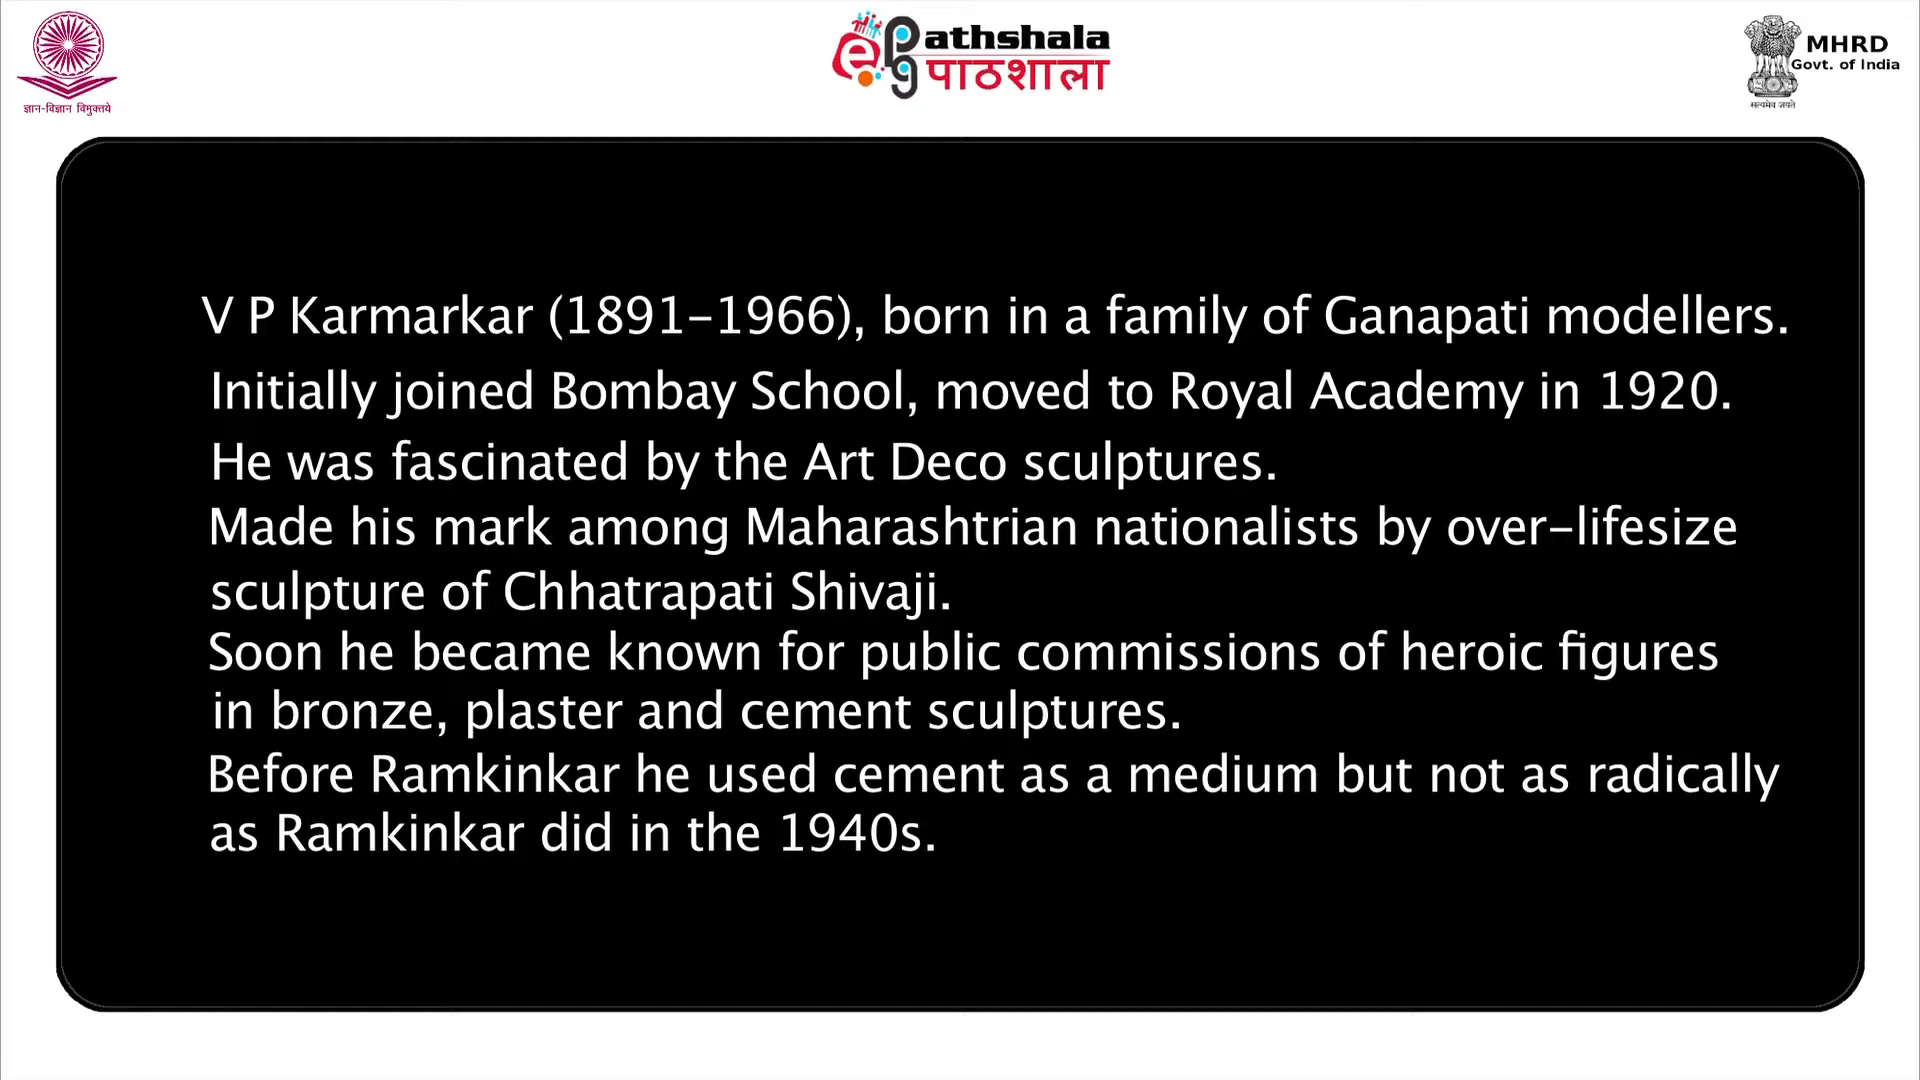 ज्ञान-विज्ञान विमुक्तये
ePathshala
पाठशाला
MHRD
Govt. of India
सत्यमेव जयते
V P Karmarkar (1891-1966), born in a family of Ganapati modellers.
Initially joined Bombay School, moved to Royal Academy in 1920.
He was fascinated by the Art Deco sculptures.
Made his mark among Maharashtrian nationalists by over-lifesize
sculpture of Chhatrapati Shivaji.
Soon he became known for public commissions of heroic figures
in bronze, plaster and cement sculptures.
Before Ramkinkar he used cement as a medium but not as radically
as Ramkinkar did in the 1940s.